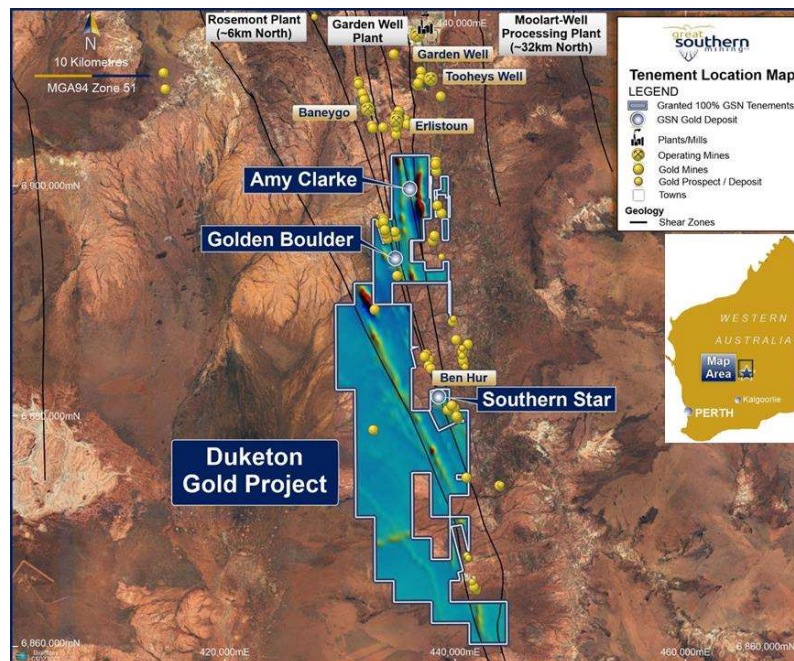 Rosemont Plant
(~6km North)
Garden Well
Plant
440,000mE
Moolart-Well
Processing Plant
(~32km North)
N
10 Kilometres
MGA94 Zone 51
Garden Well
Tooheys Well
Baneygo
Erlistoun
6,900,000mN
Amy Clarke
Golden Boulder
Ben Hur
Southern Star
6,880,000mN
Duketon
Gold Project
6,860,000mN
420,000mE
440,000mE
460,000mE
great
southern
mining
Tenement Location Map
LEGEND
Granted 100% GSN Tenements
GSN Gold Deposit
Plants/Mills
Operating Mines
Gold Mines
Gold Prospect / Deposit
Towns
Geology
Shear Zones
WESTERN
AUSTRALIA
Map
Area
Kalgoorlie
PERTH